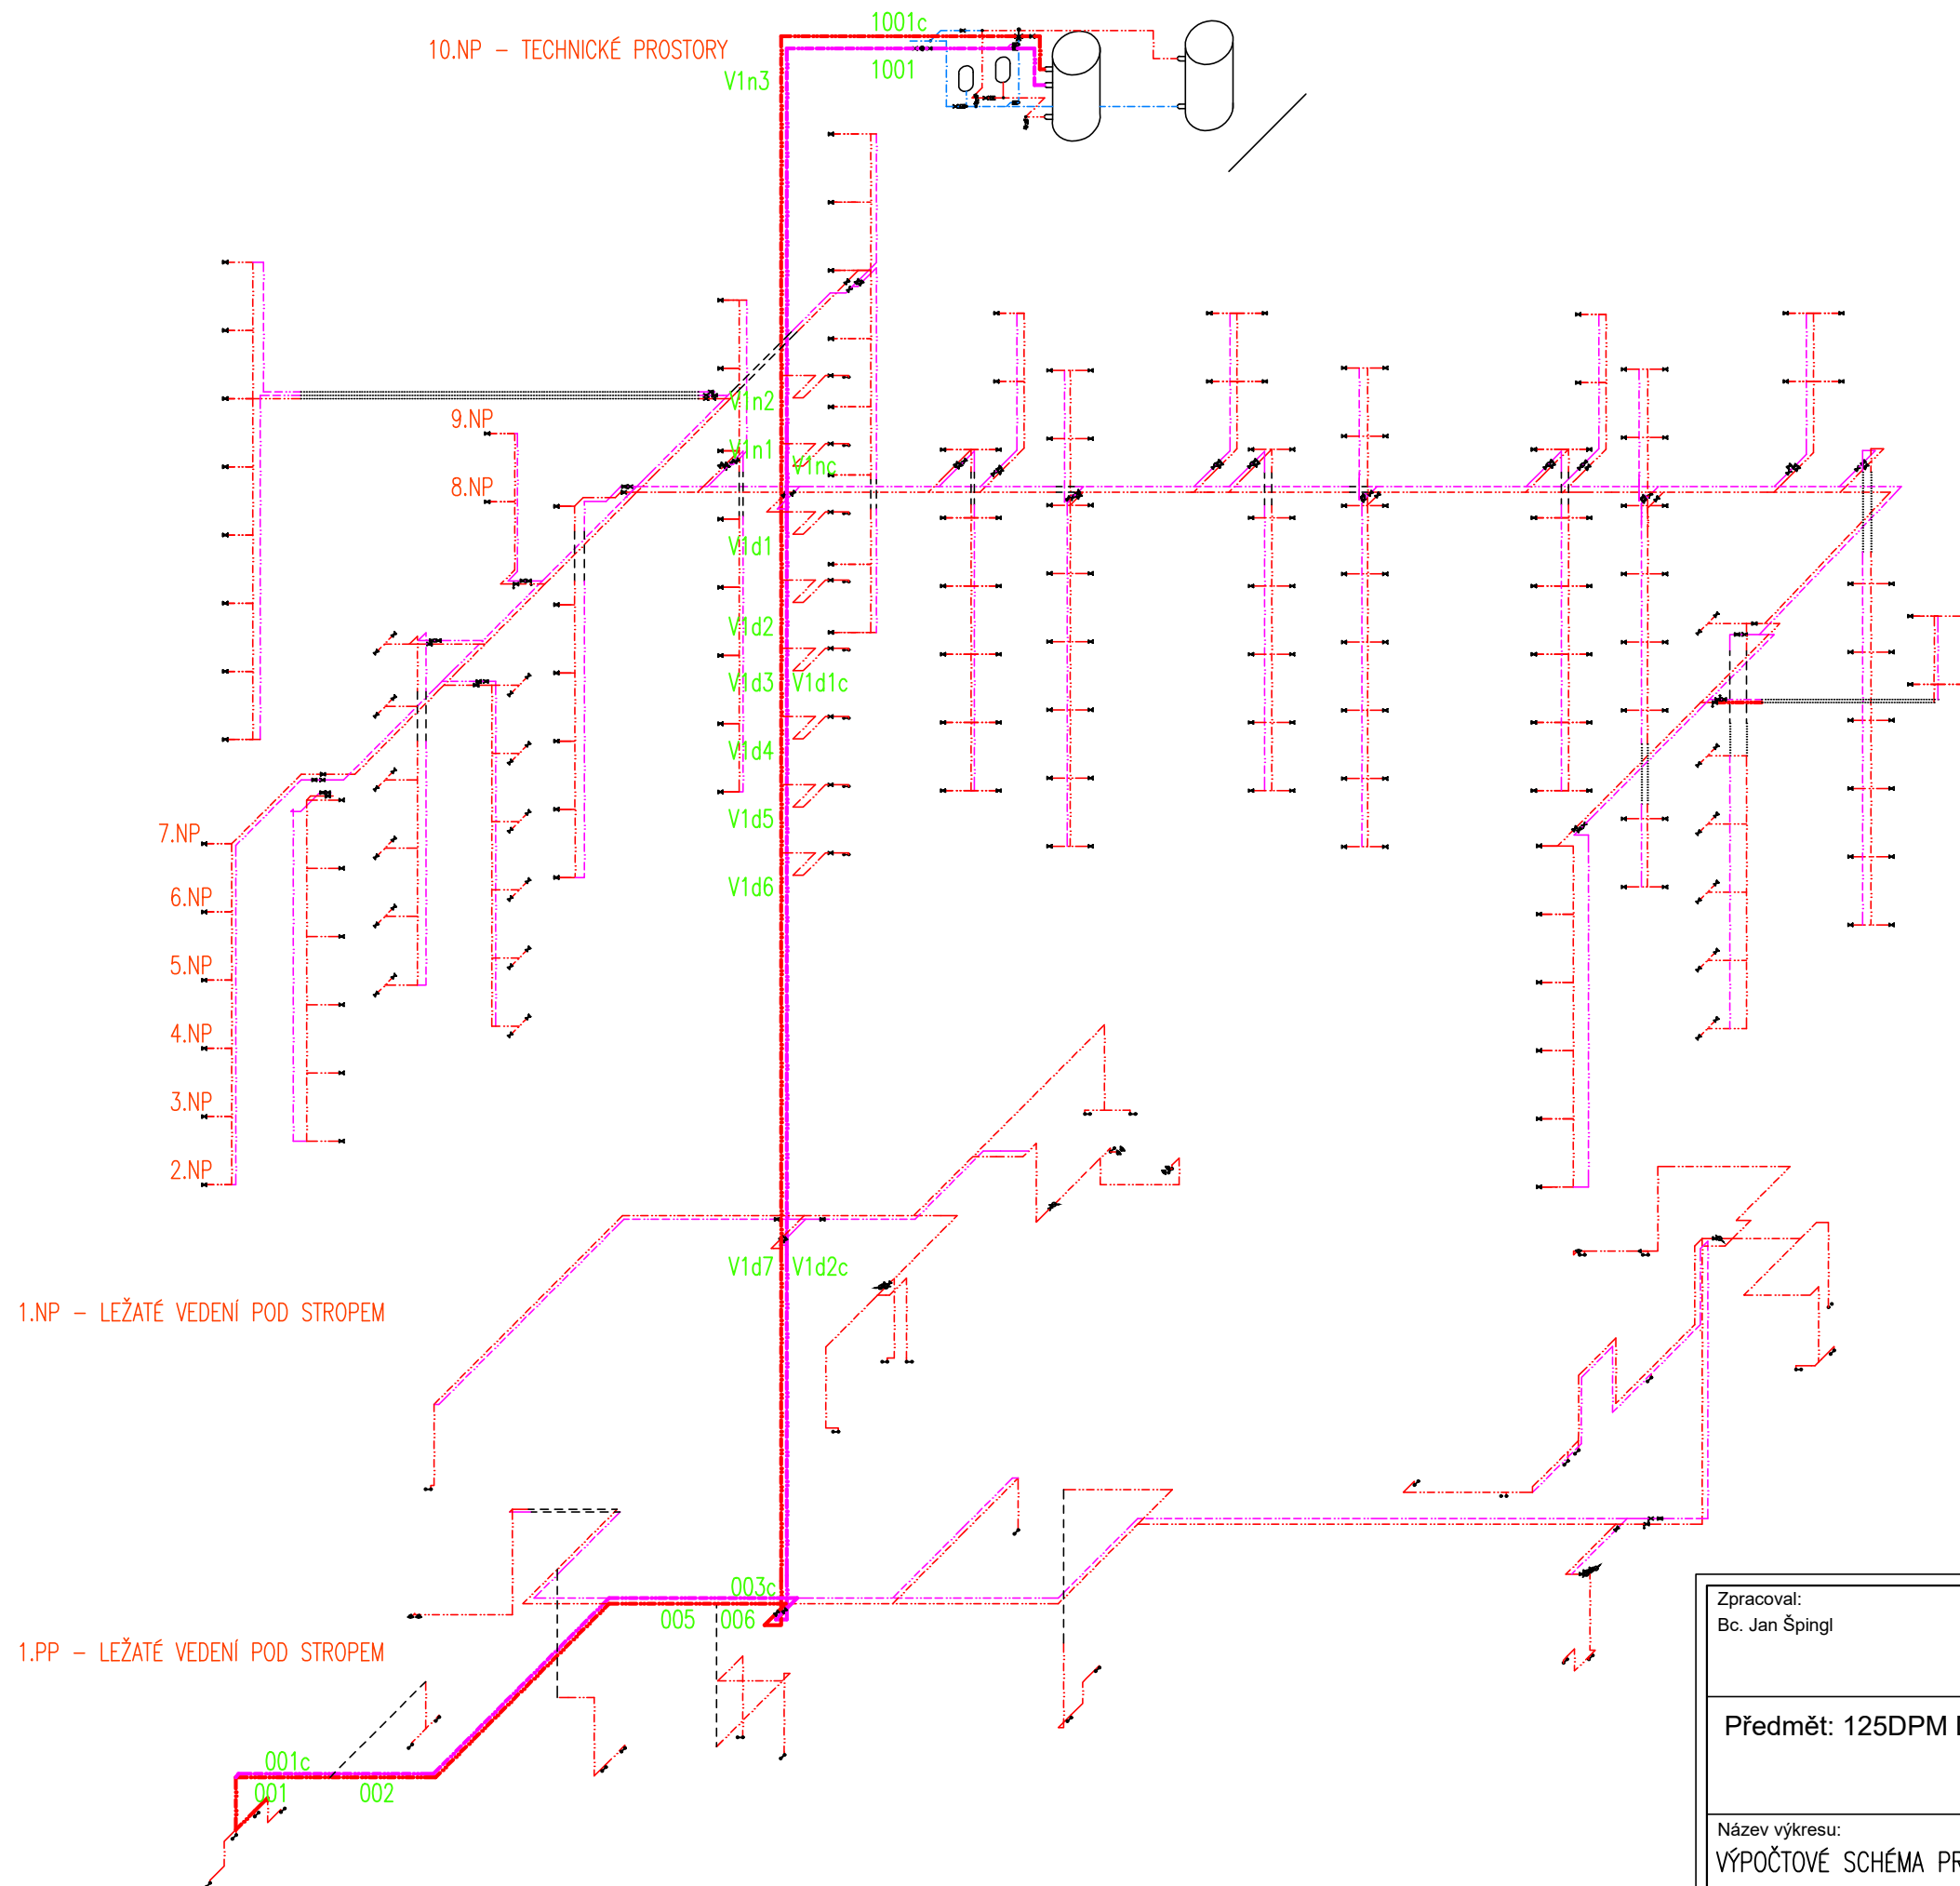 1001c
10.NP – TECHNICKÉ PROSTORY
1001
V1n3
V1n2
9.NP
V1n1
V1nc
8.NP
V1d1
V1d2
V1d3
V1d1c
V1d4
V1d5
7.NP
V1d6
6.NP
5.NP
4.NP
3.NP
2.NP
V1d7
V1d2c
1.NP – LEŽATÉ VEDENÍ POD STROPEM
003c
005
006
1.PP – LEŽATÉ VEDENÍ POD STROPEM
001c
001
002
Zpracoval:
Bc. Jan Špingl
Předmět: 125DPM
Název výkresu:
VÝPOČTOVÉ SCHÉMA